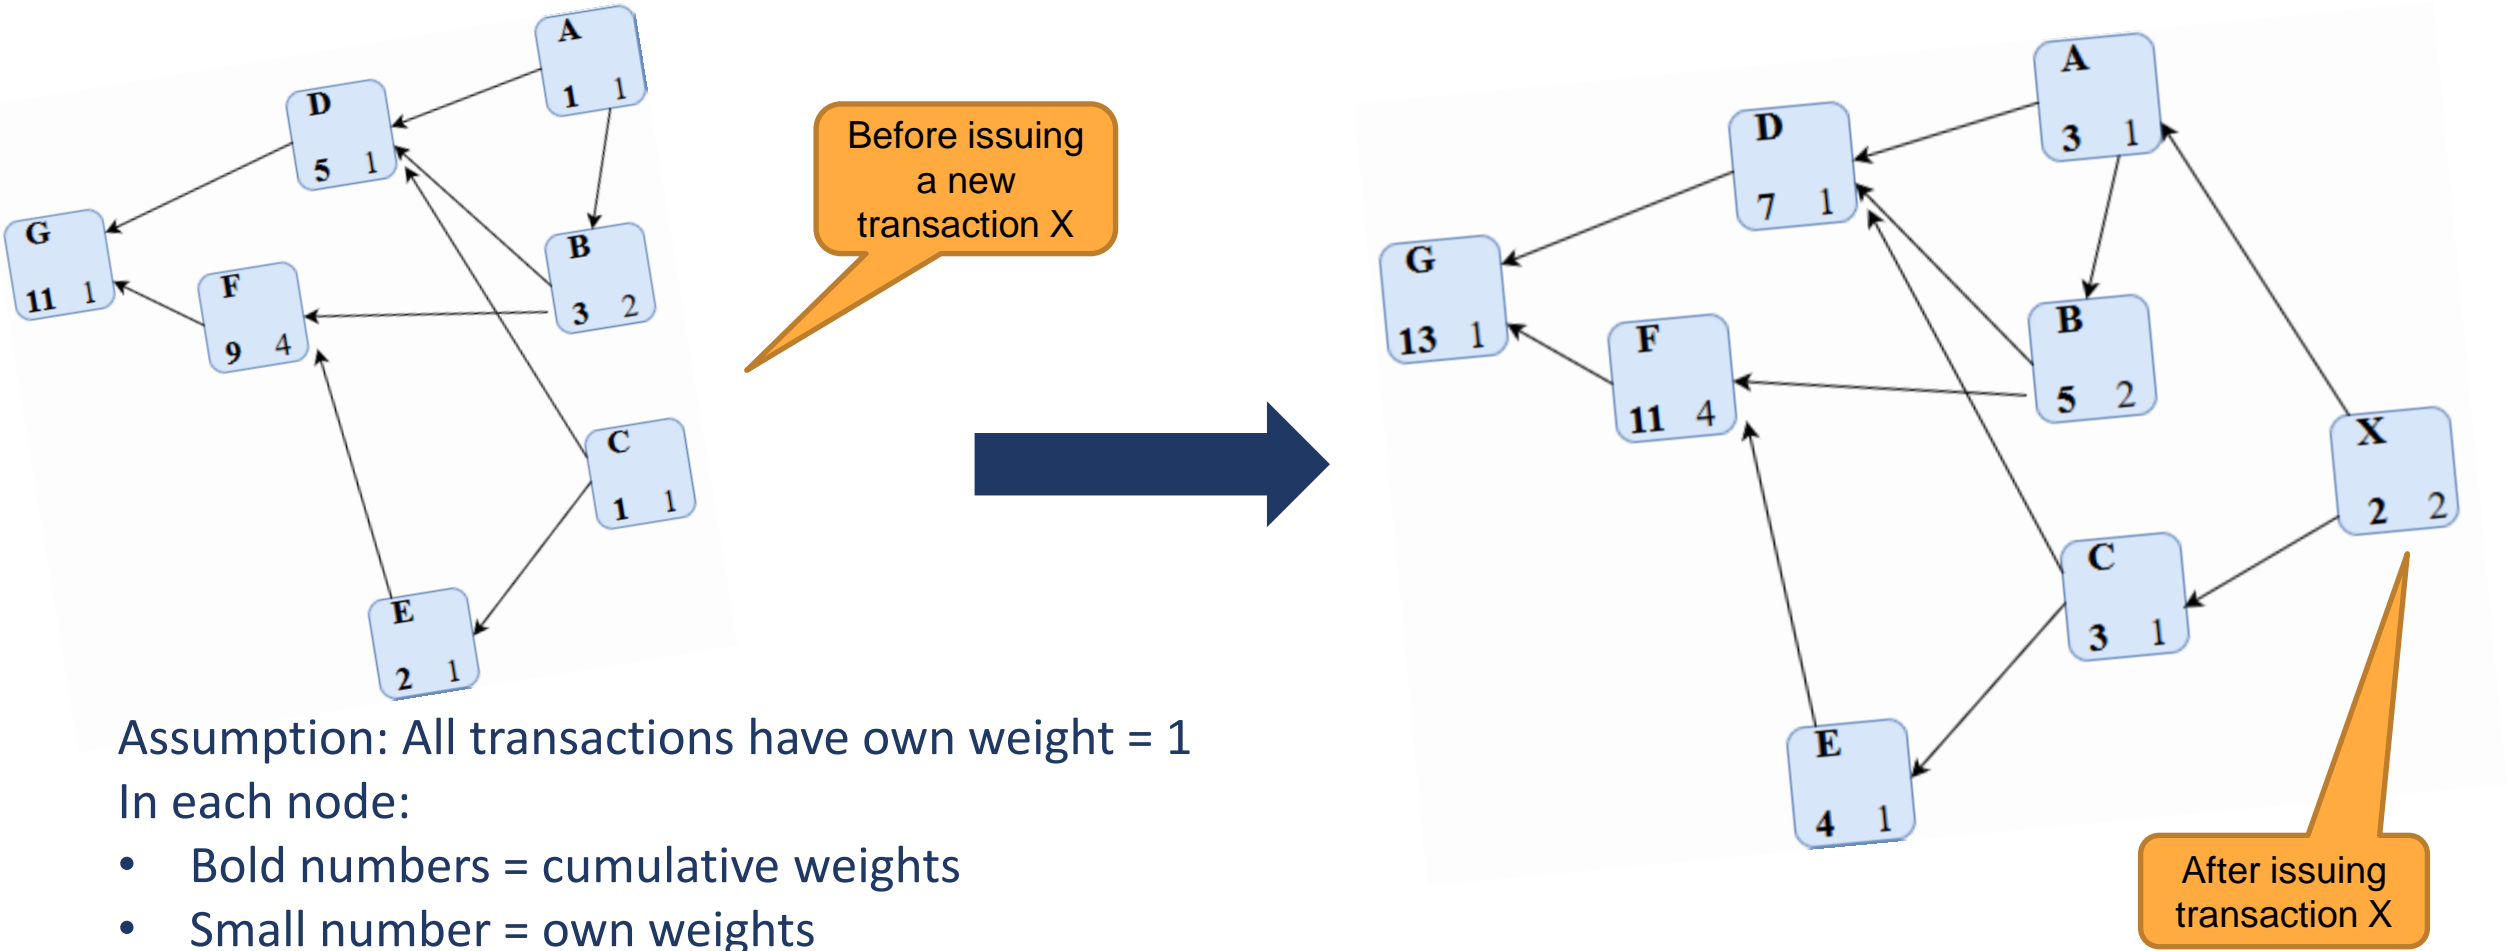 A
1 1
D
5 1
G
11 1
F
9 4
B
3 2
C
1 1
E
2 1
Before issuing
a new
transaction X
A
3 1
D
7 1
G
13 1
F
11 4
B
5 2
X
2 2
C
3 1
E
4 1
After issuing
transaction X
Assumption: All transactions have own weight = 1
In each node:
• Bold numbers = cumulative weights
• Small number = own weights